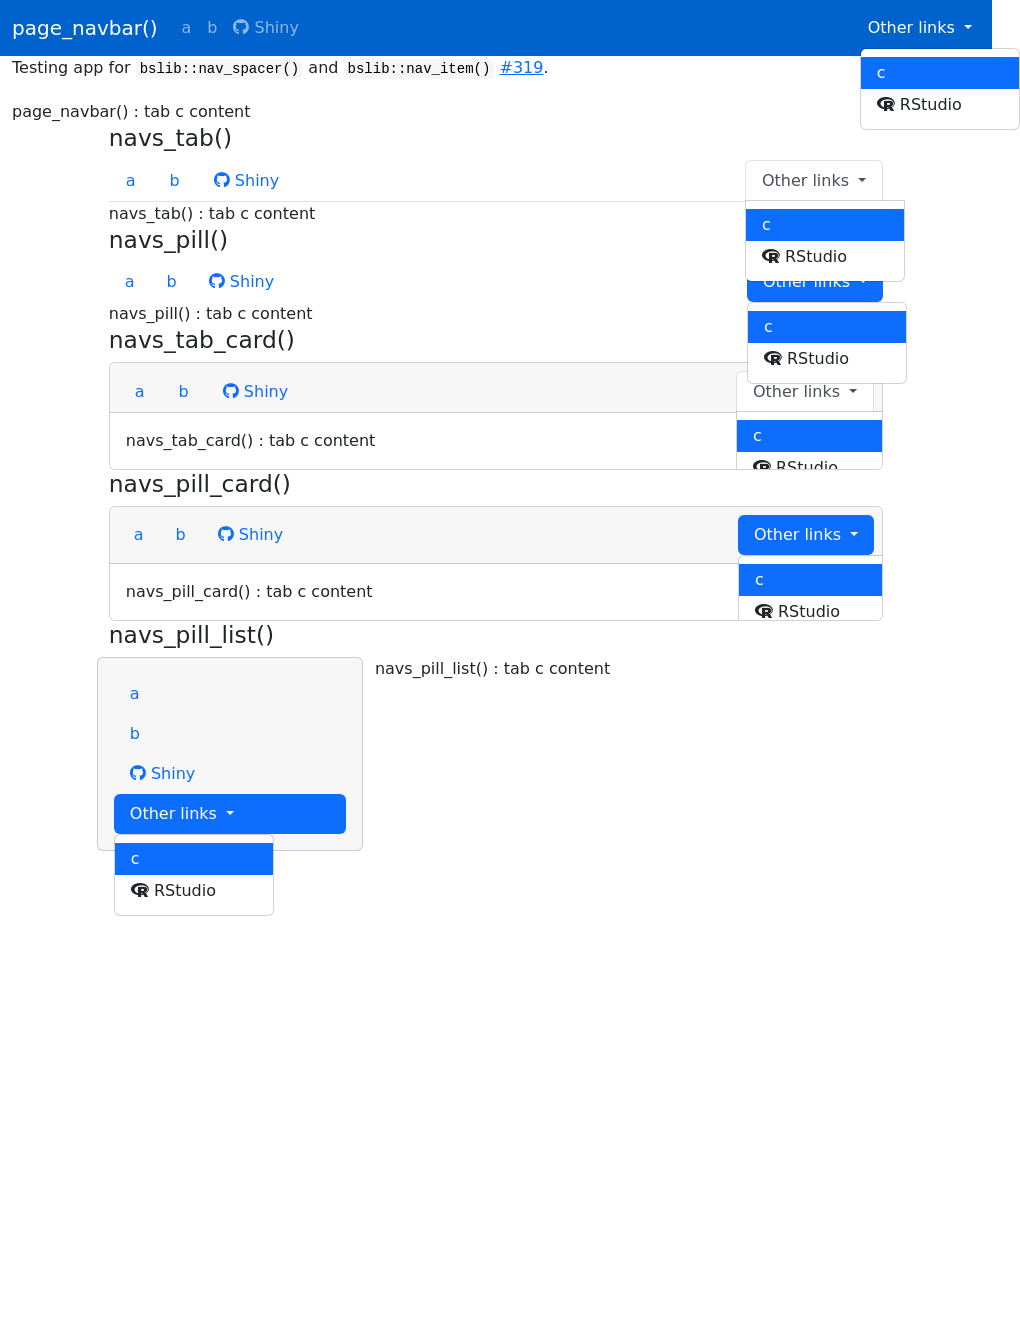 page_navbar() a b Shiny Other links
Testing app for bslib::nav_spacer() and bslib::nav_item() #319.
c
RStudio
page_navbar() : tab c content
navs_tab()
a b Shiny Other links
navs_tab() : tab c content
c
navs_pill()
RStudio
a b Shiny Other links
navs_pill() : tab c content
c
navs_tab_card()
RStudio
a b Shiny Other links
navs_tab_card() : tab c content
c
RStudio
navs_pill_card()
a b Shiny Other links
c
navs_pill_card() : tab c content
RStudio
navs_pill_list()
navs_pill_list() : tab c content
a
b
Shiny
Other links
c
RStudio